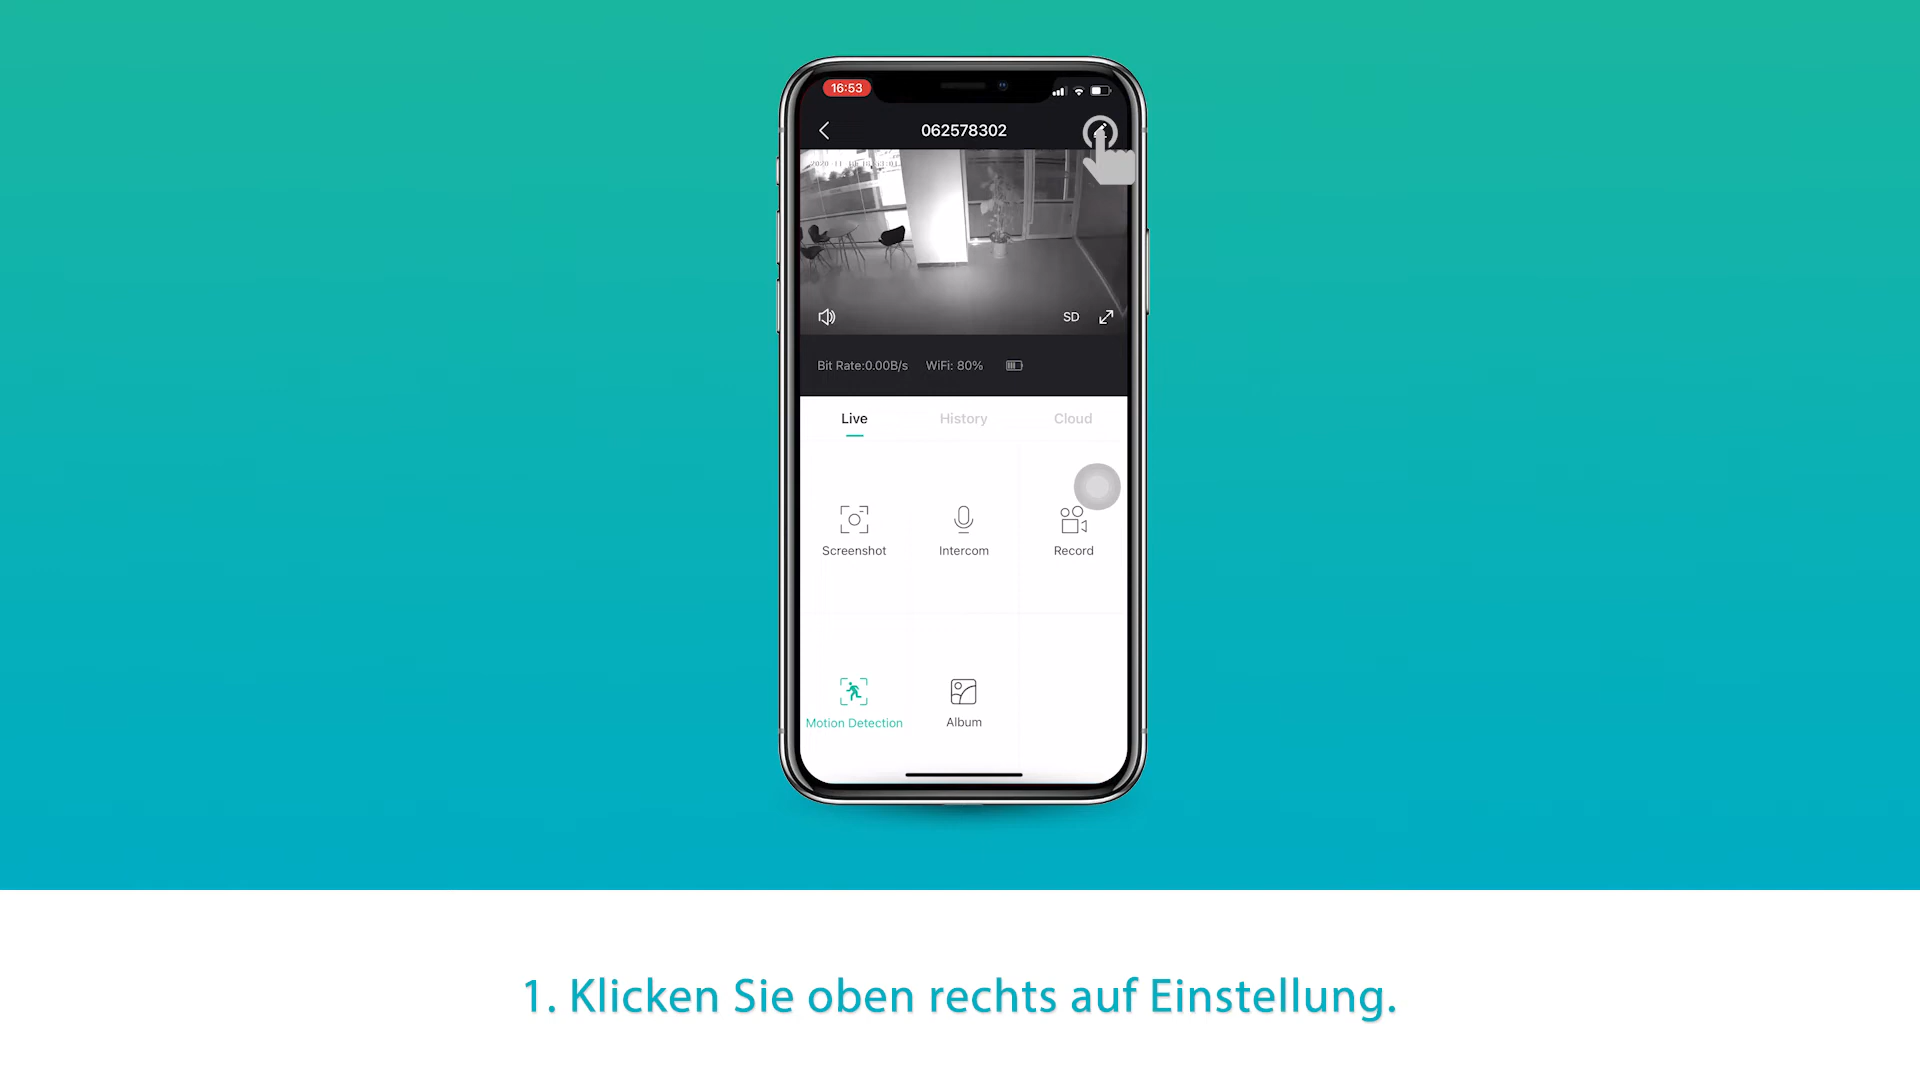 16:53
062578302
SD
Bit Rate:0.00B/s WiFi: 80%
Live History Cloud
Screenshot Intercom Record
Motion Detection Album
1. Klicken Sie oben rechts auf Einstellung.